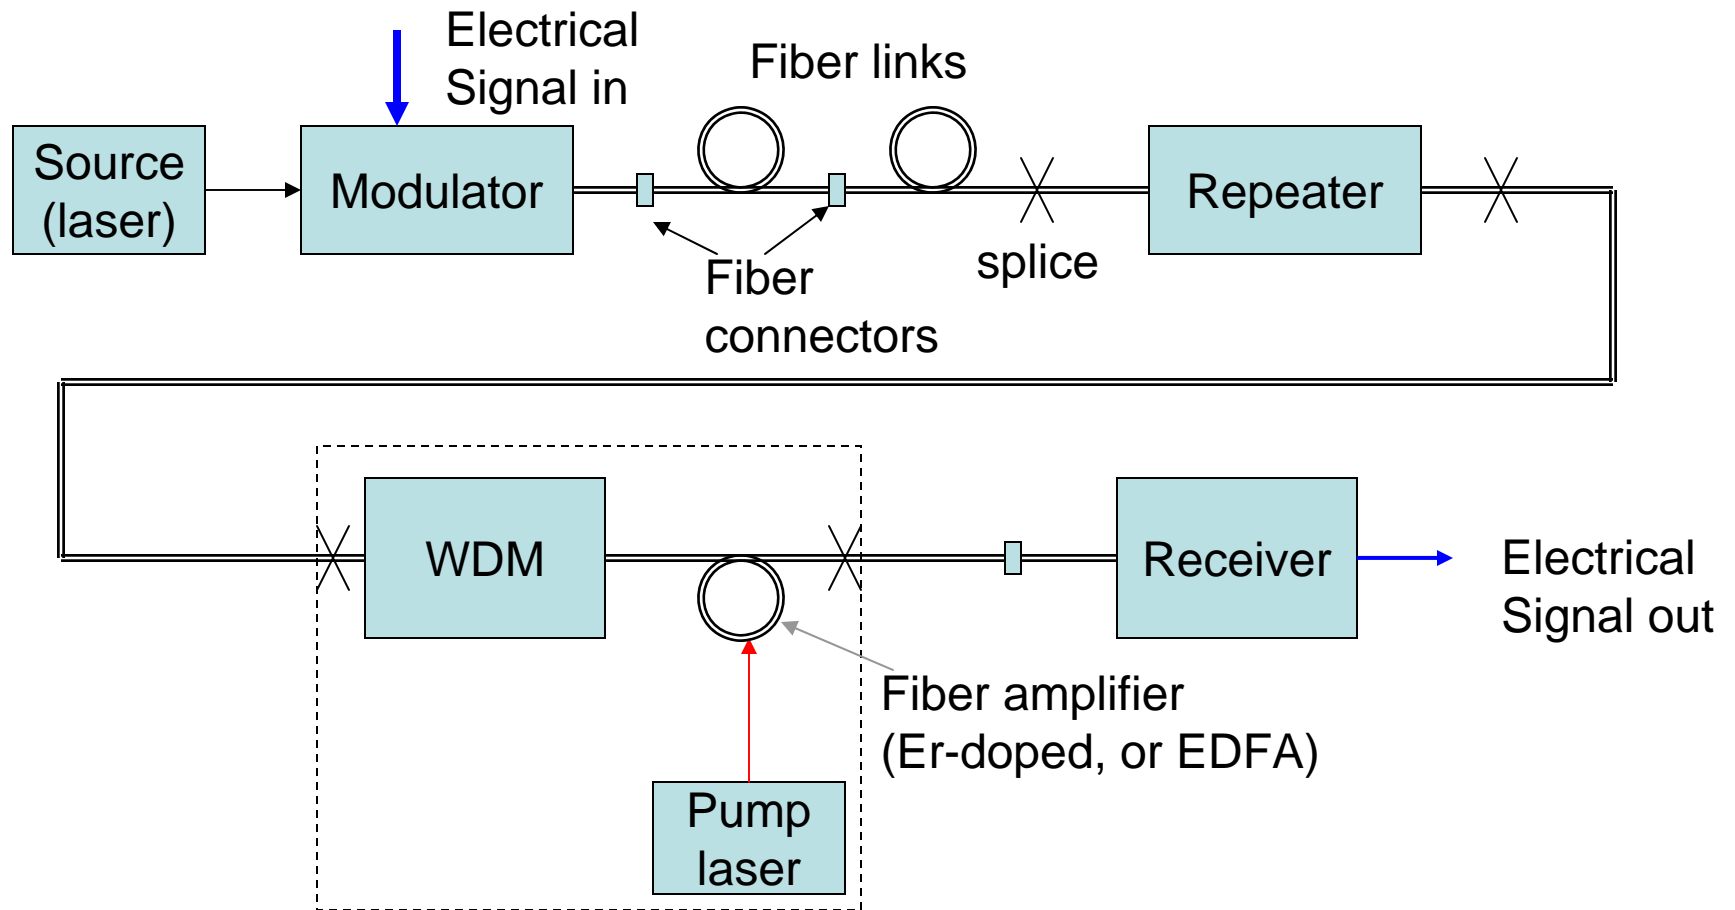 Electrical
Signal in
Fiber links
Source
(laser)
Modulator
Repeater
splice
Fiber
connectors
WDM
Receiver
Electrical
Signal out
Fiber amplifier
(Er-doped, or EDFA)
Pump
laser